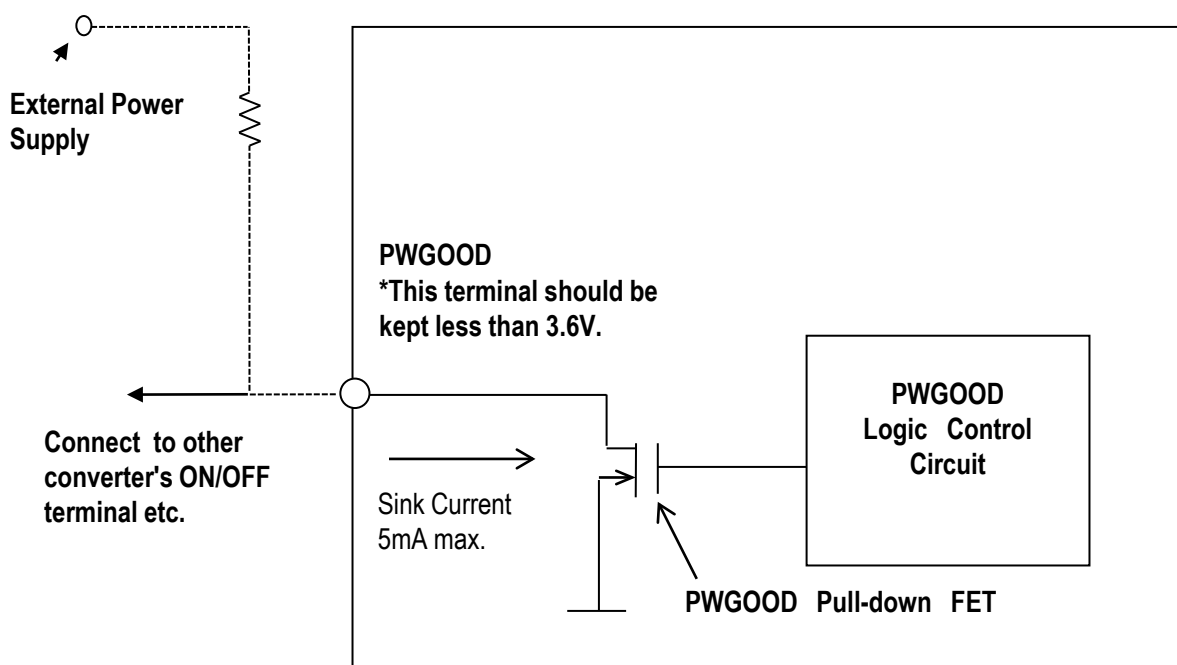 External Power
Supply
PWGOOD
*This terminal should be
kept less than 3.6V.
Connect to other
converter's ON/OFF
terminal etc.
Sink Current
5mA max.
PWGOOD
Logic Control
Circuit
PWGOOD Pull-down FET